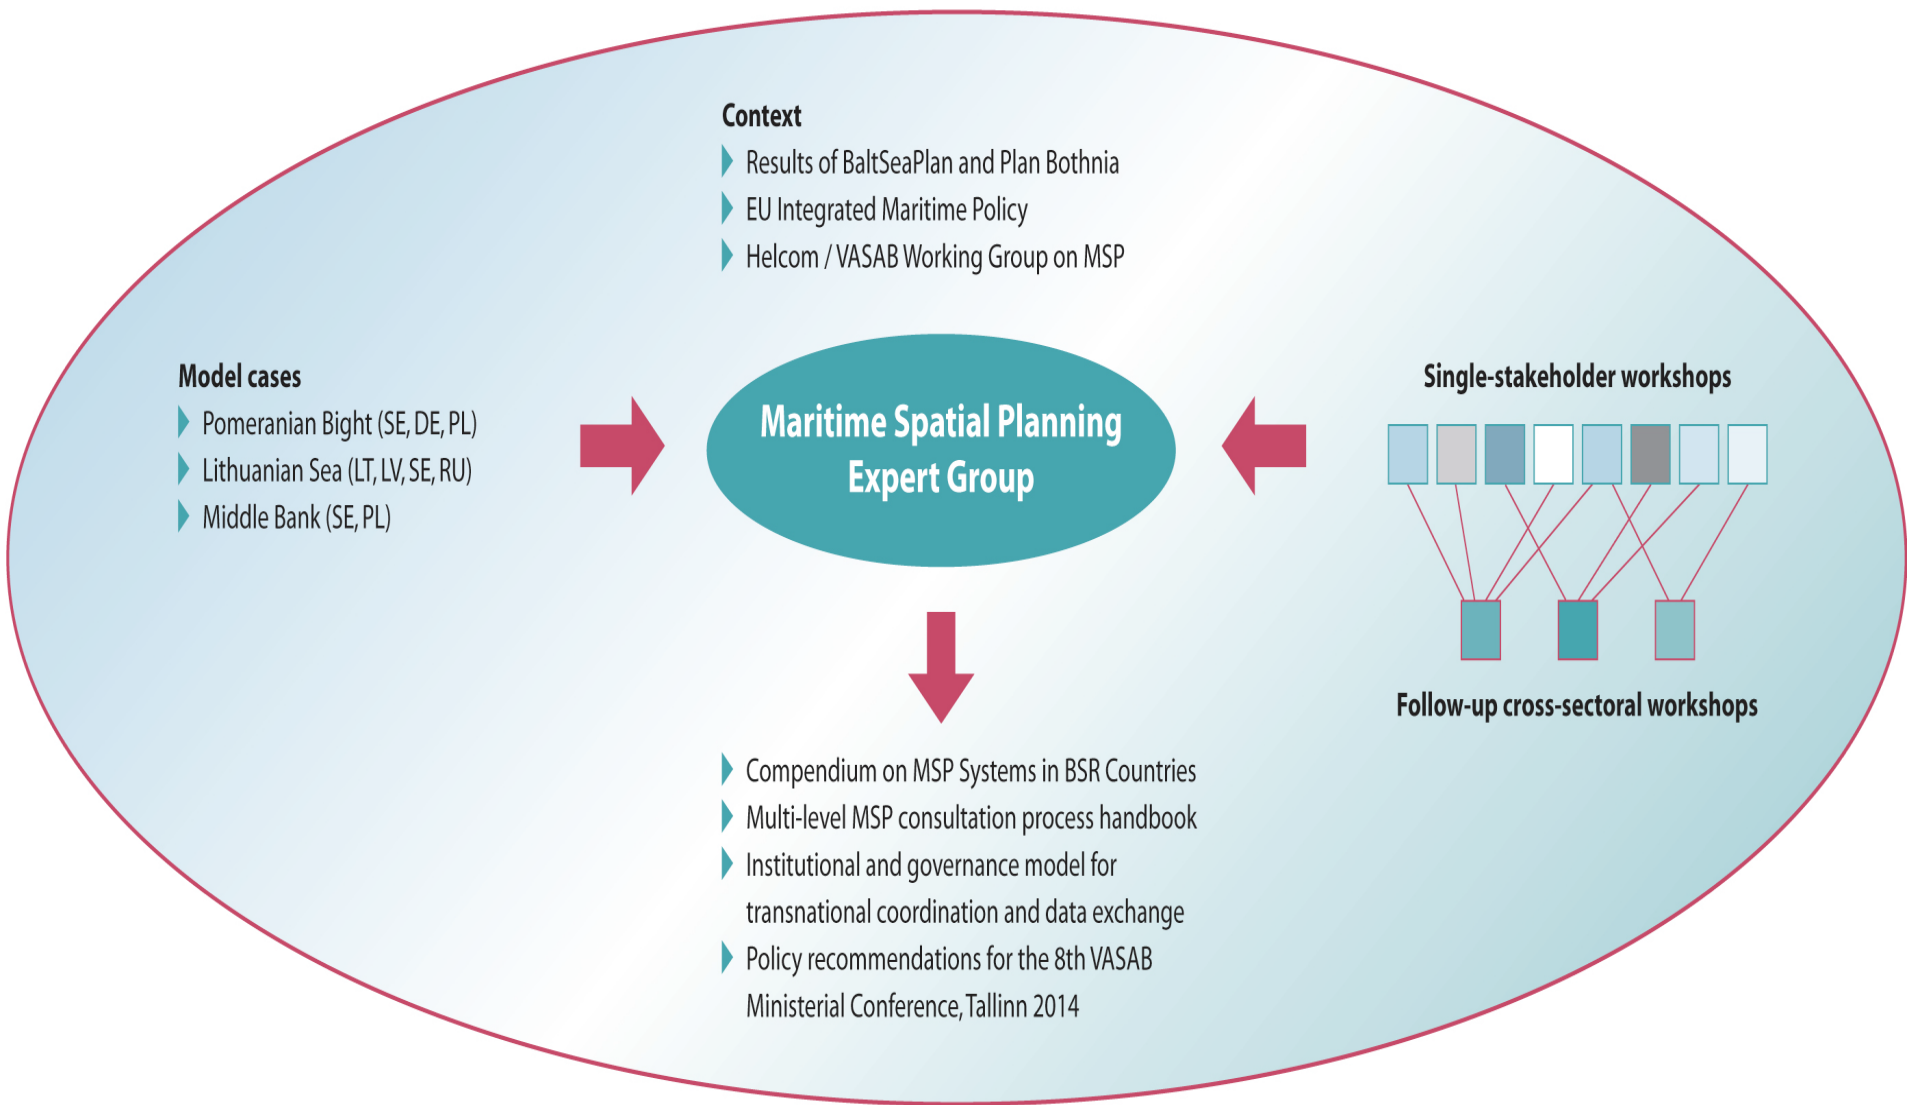 Context
Results of BaltSeaPlan and Plan Bothnia
EU Integrated Maritime Policy
Helcom / VASAB Working Group on MSP
Model cases
Pomeranian Bight (SE, DE, PL)
Lithuanian Sea (LT, LV, SE, RU)
Middle Bank (SE, PL)
Maritime Spatial Planning
Expert Group
Single-stakeholder workshops
Follow-up cross-sectoral workshops
Compendium on MSP Systems in BSR Countries
Multi-level MSP consultation process handbook
Institutional and governance model for
transnational coordination and data exchange
Policy recommendations for the 8th VASAB
Ministerial Conference, Tallinn 2014